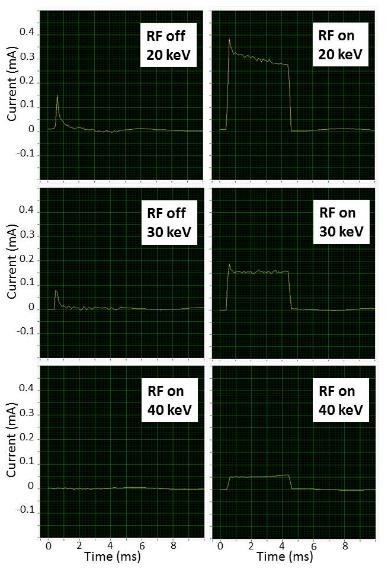 RF off
20 keV
RF on
20 keV
Current (mA)
0.4
0.3
0.2
0.1
0
-0.1
RF off
30 keV
RF on
30 keV
Current (mA)
0.4
0.3
0.2
0.1
0
-0.1
RF on
40 keV
RF on
40 keV
Current (mA)
0.4
0.3
0.2
0.1
0
-0.1
0 2 4 6 8
0 2 4 6 8
Time (ms)
Time (ms)